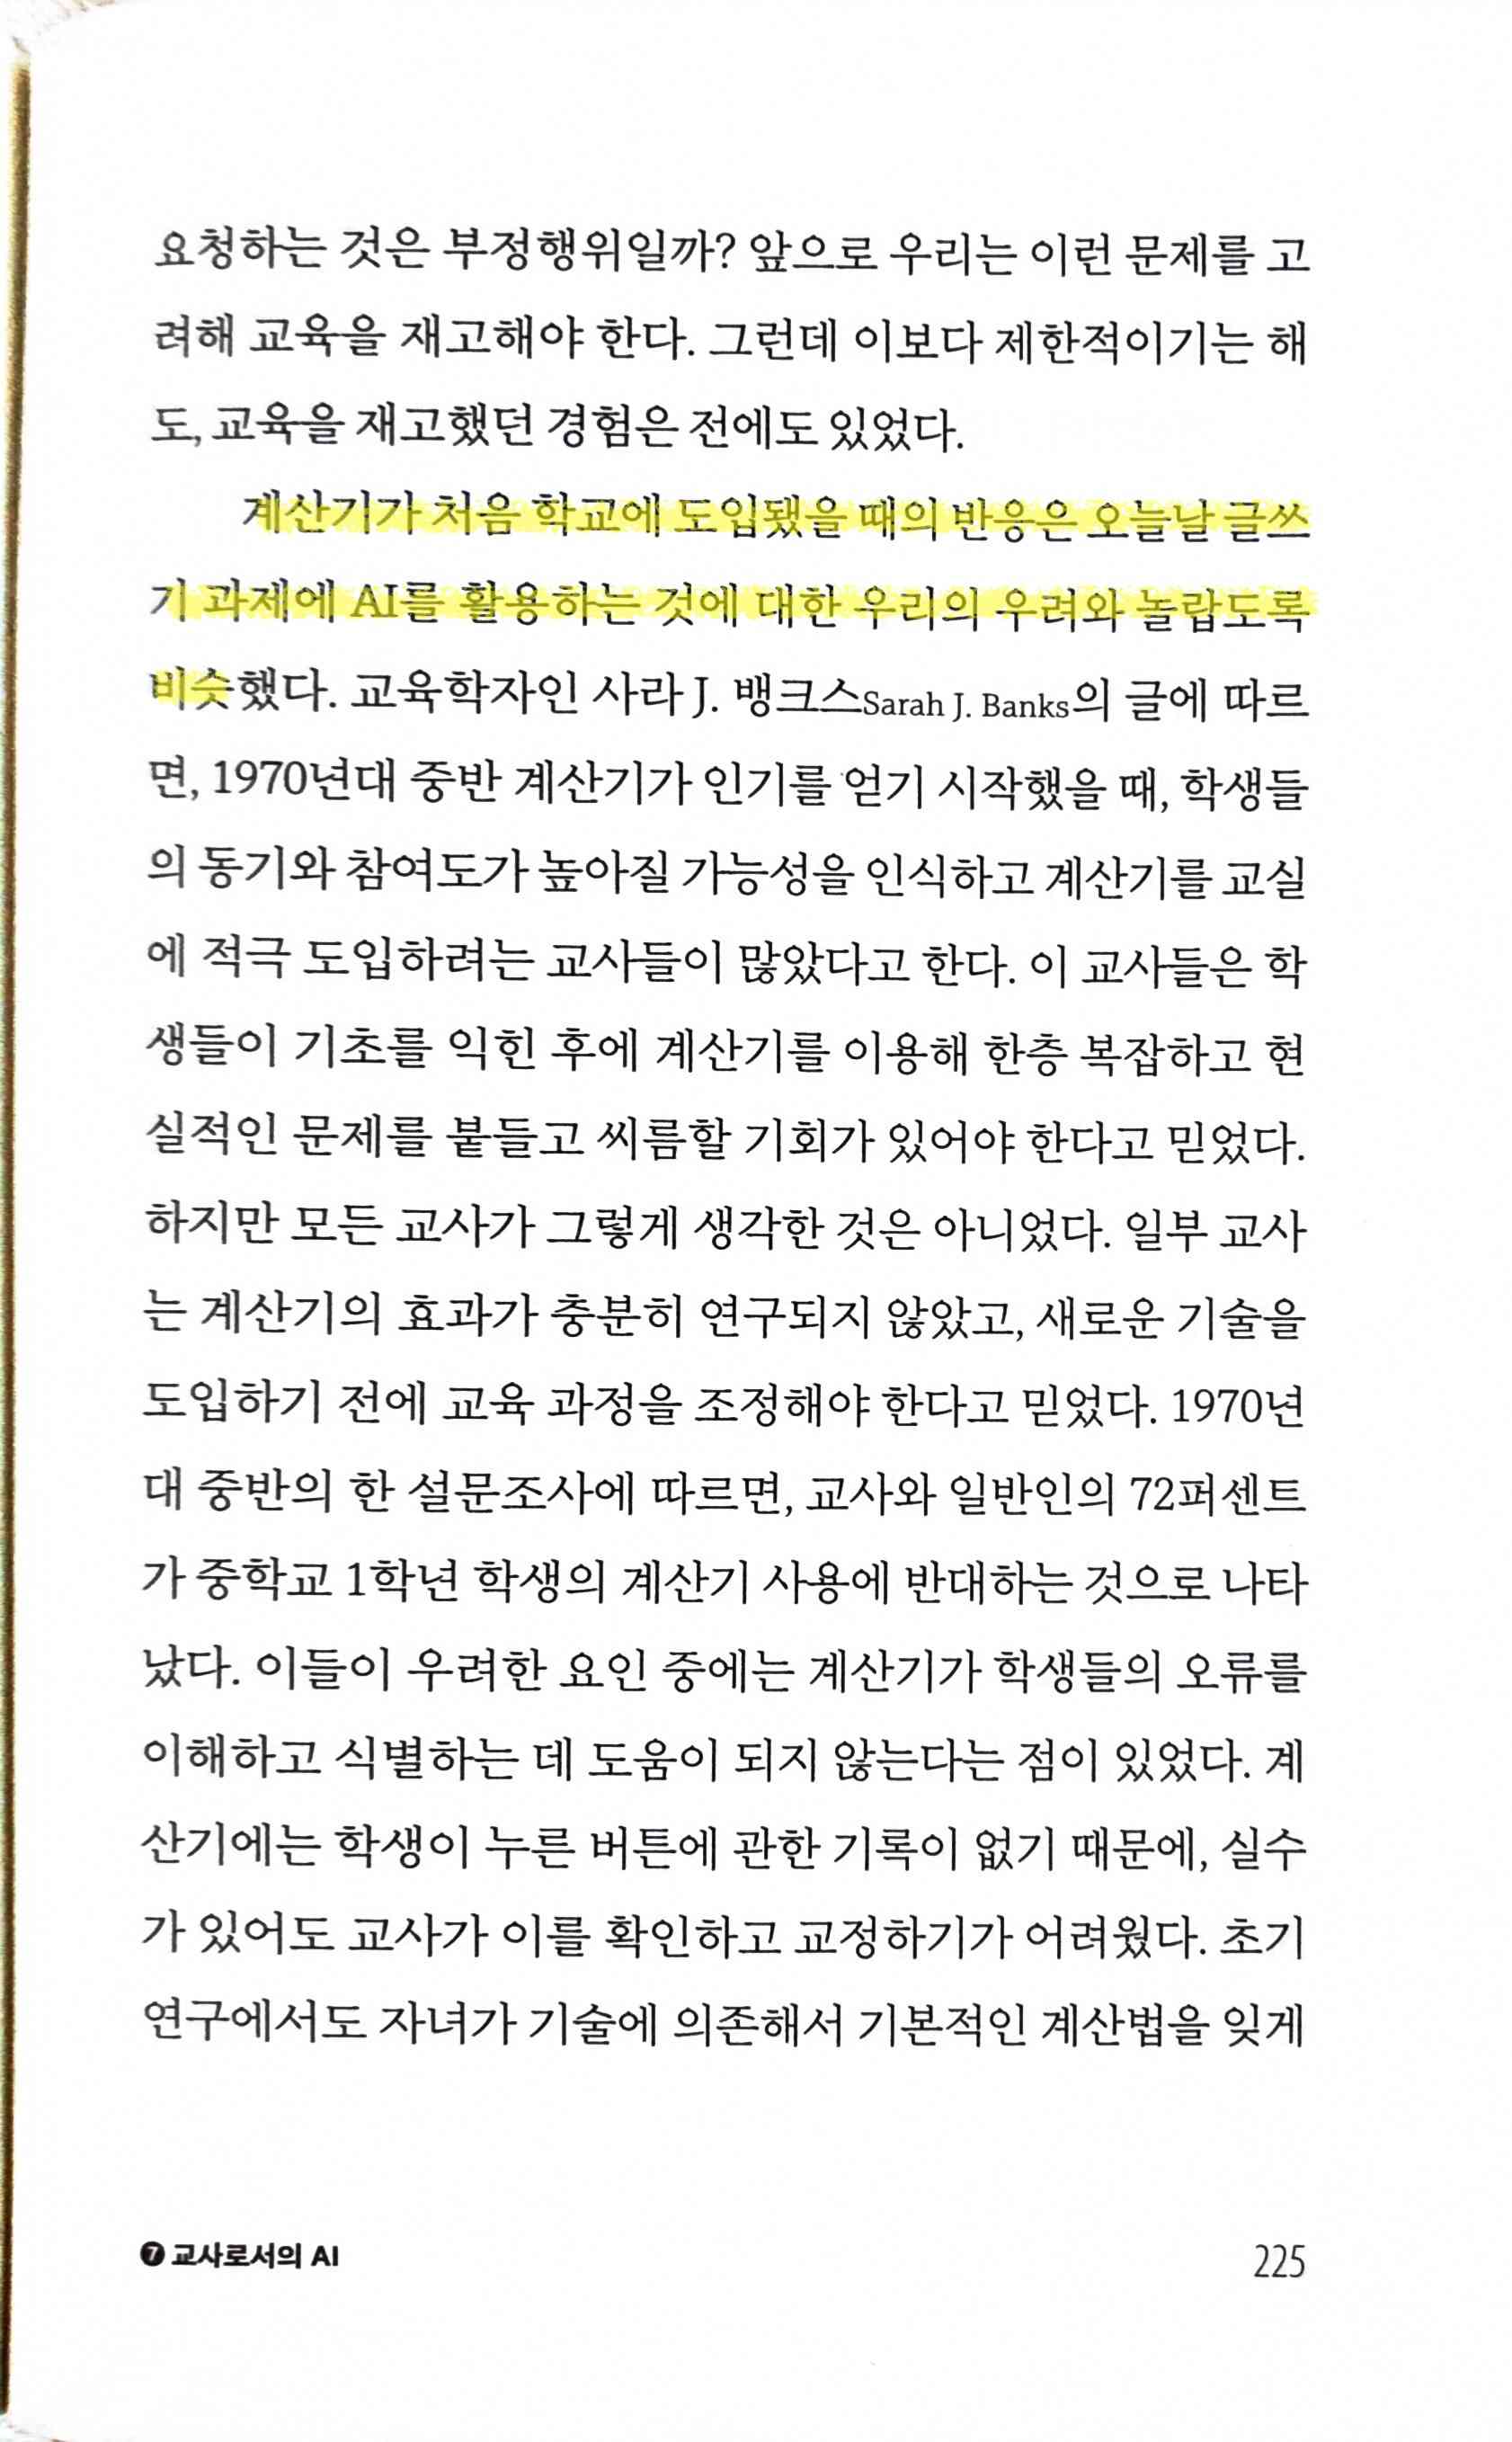 요청하는 것은 부정행위일까? 앞으로 우리는 이런 문제를 고
려해 교육을 재고해야 한다. 그런데 이보다 제한적이기는 해
도, 교육을 재고했던 경험은 전에도 있었다.
계산기가 처음 학교에 도입됐을 때의 반응은 오늘날 글쓰
기 과제에 AI를 활용하는 것에 대한 우리의 우려와 놀랍도록
비슷했다. 교육학자인 사라 J. 뱅크스Sarah J. Banks의 글에 따르
면, 1970년대 중반 계산기가 인기를 얻기 시작했을 때, 학생들
의 동기와 참여도가 높아질 가능성을 인식하고 계산기를 교실
에 적극 도입하려는 교사들이 많았다고 한다. 이 교사들은 학
생들이 기초를 익힌 후에 계산기를 이용해 한층 복잡하고 현
실적인 문제를 붙들고 씨름할 기회가 있어야 한다고 믿었다.
하지만 모든 교사가 그렇게 생각한 것은 아니었다. 일부 교사
는 계산기의 효과가 충분히 연구되지 않았고, 새로운 기술을
도입하기 전에 교육 과정을 조정해야 한다고 믿었다. 1970년
대 중반의 한 설문조사에 따르면, 교사와 일반인의 72퍼센트
가 중학교 1학년 학생의 계산기 사용에 반대하는 것으로 나타
났다. 이들이 우려한 요인 중에는 계산기가 학생들의 오류를
이해하고 식별하는 데 도움이 되지 않는다는 점이 있었다. 계
산기에는 학생이 누른 버튼에 관한 기록이 없기 때문에, 실수
가 있어도 교사가 이를 확인하고 교정하기가 어려웠다. 초기
연구에서도 자녀가 기술에 의존해서 기본적인 계산법을 잊게
❼ 교사로서의 AI
225